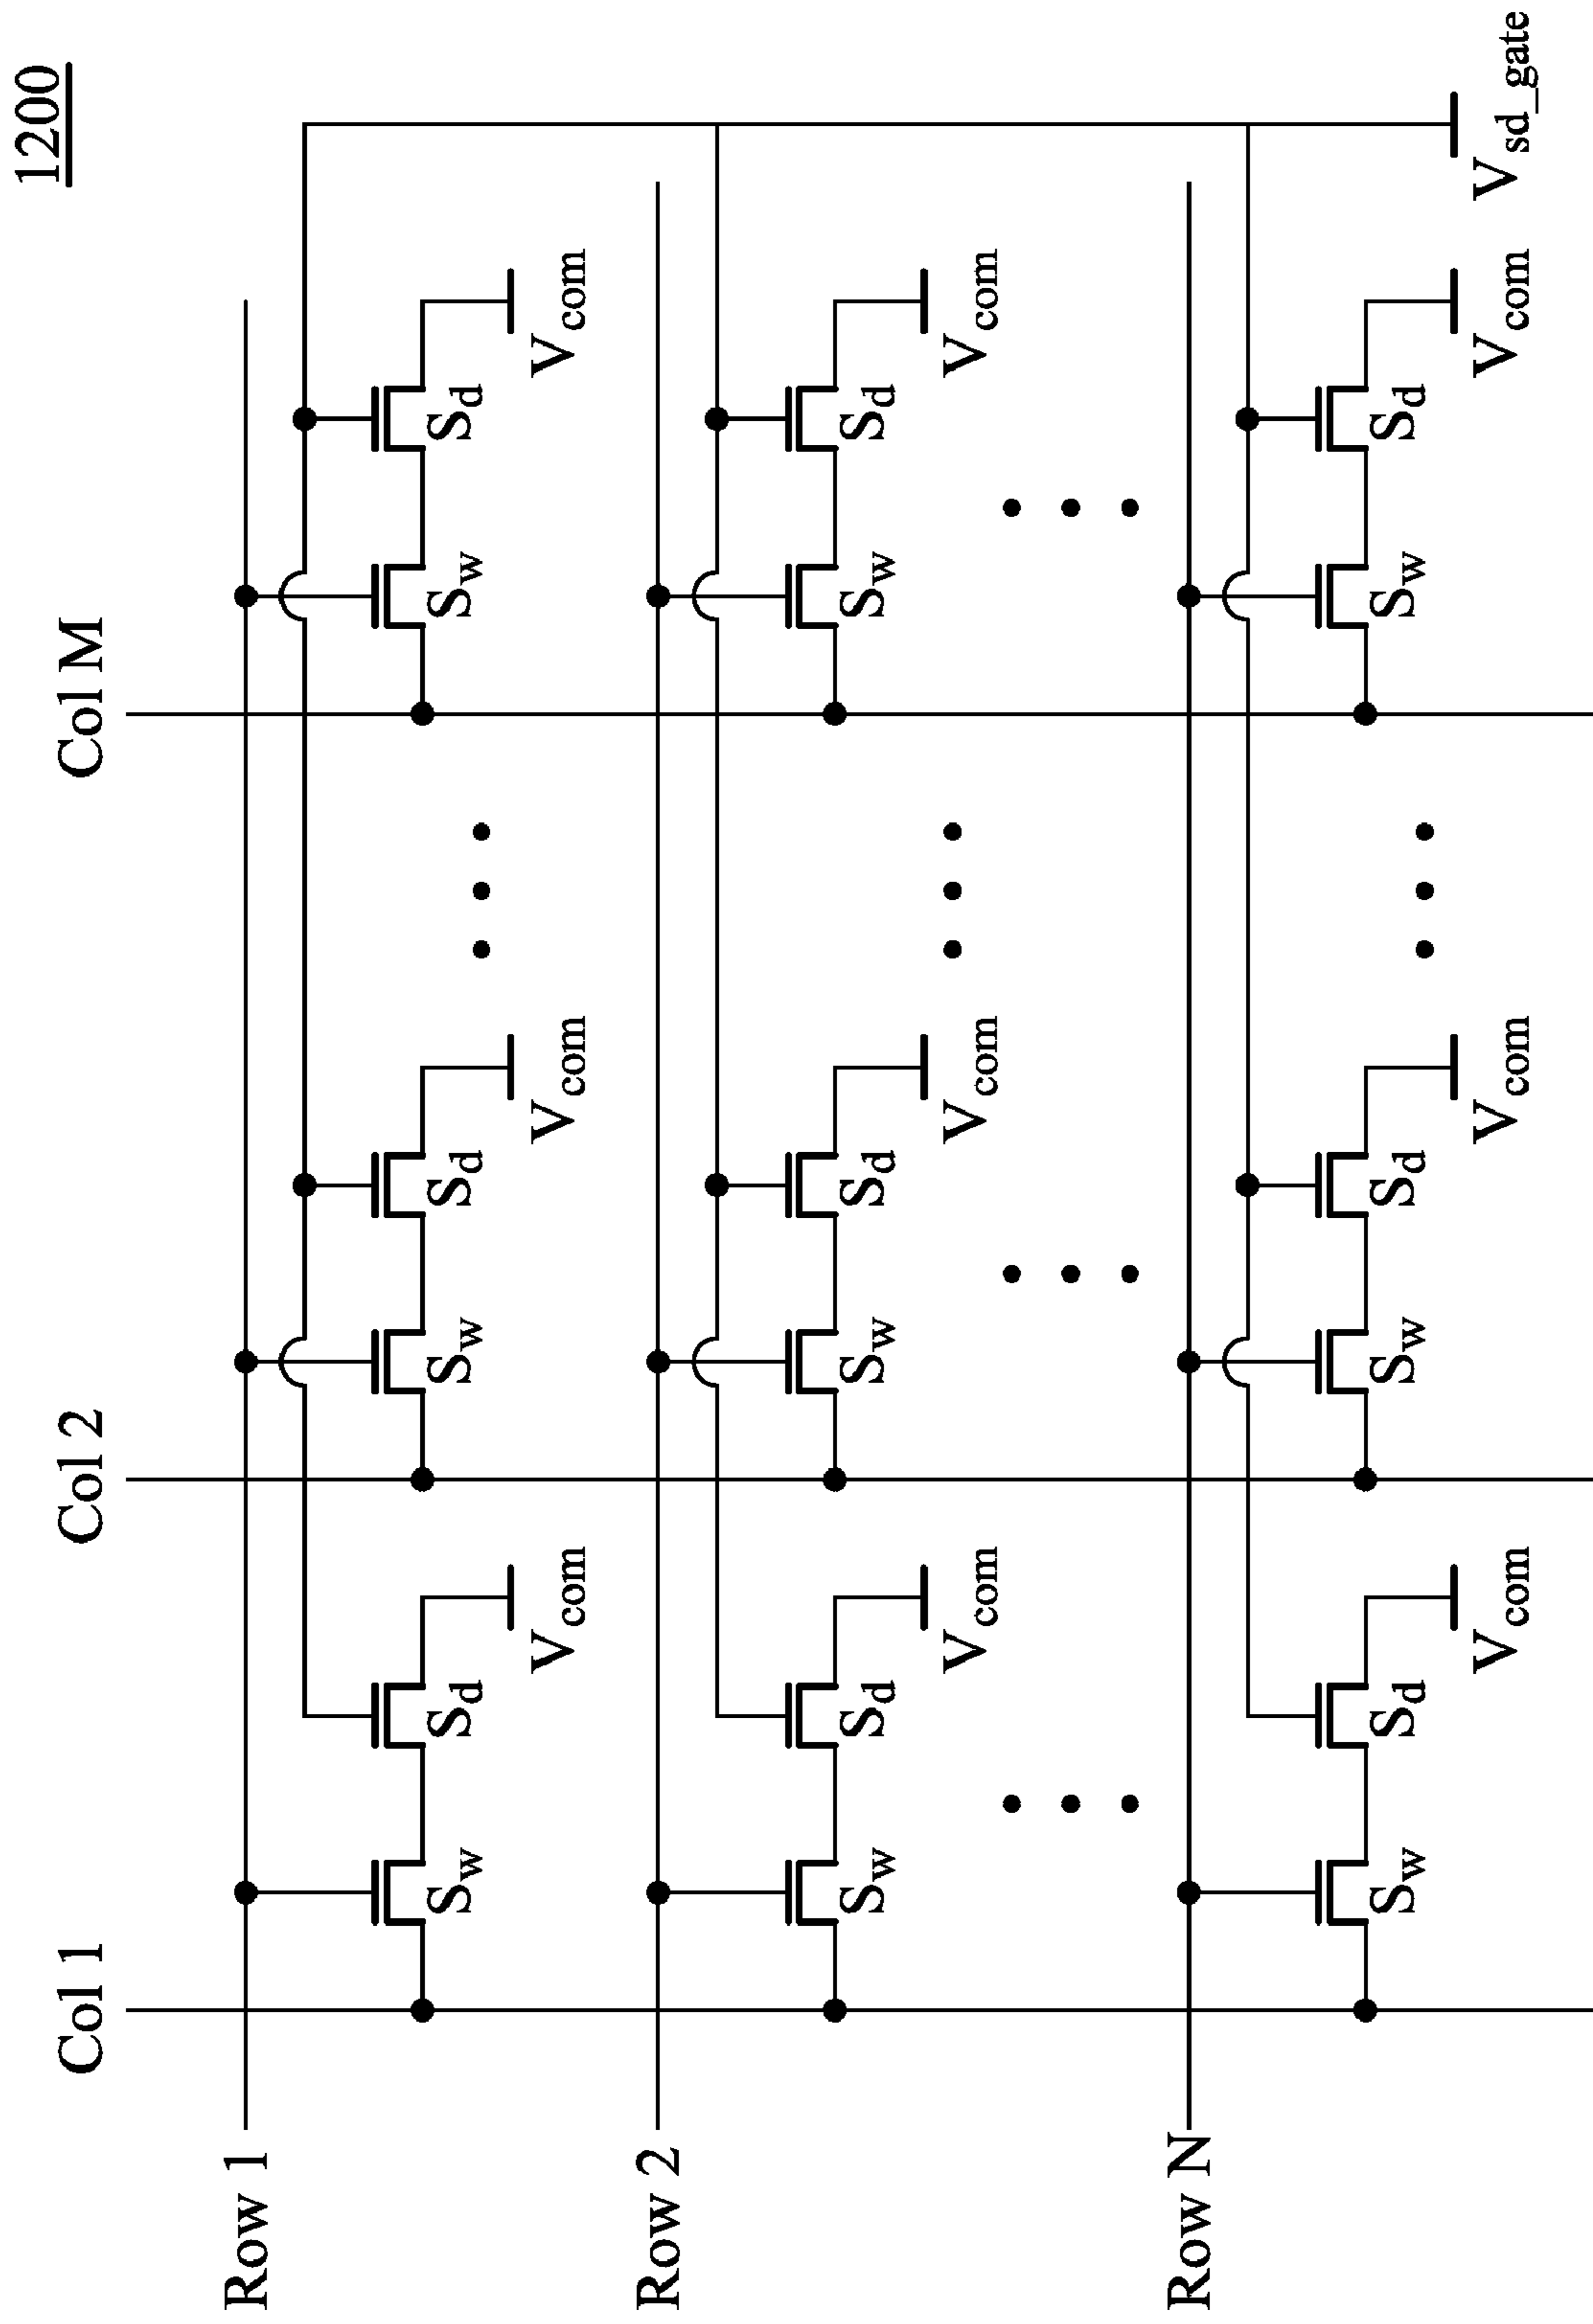 1200
Col 1 Col 2 Col M
Row 1
Sw Sd Sw Sd Sw Sd
Vcom Vcom Vcom
Row 2
Sw Sd Sw Sd Sw Sd
Vcom Vcom Vcom
Row N
Sw Sd Sw Sd Sw Sd
Vcom Vcom Vcom Vsd_gate